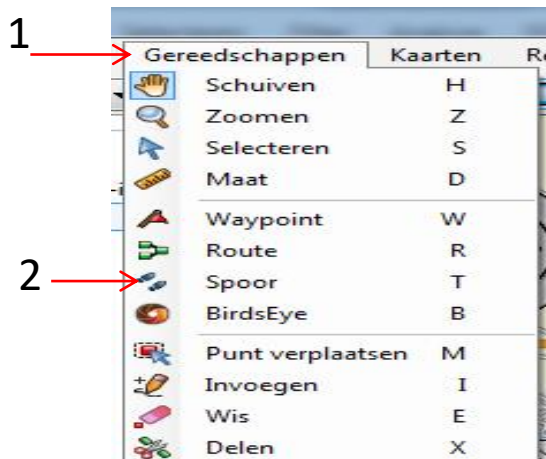 1
Gereedschappen Kaarten
Schuiven H
Zoomen Z
Selecteren S
Maat D
Waypoint W
Route R
2
Spoor T
BirdsEye B
Punt verplaatsen M
Invoegen I
Wis E
Delen X